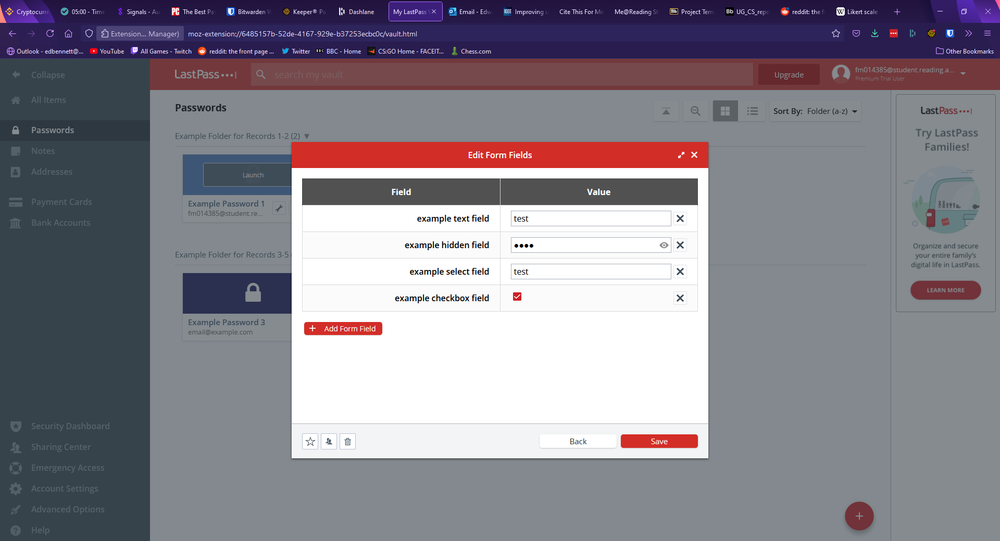 Cryptocurre
05:00 - Time
Signals - Au
PC The Best Pa
Bitwarden
Keeper® Pa
Dashlane
My LastPass
Email - Edw
IEEE Improving u
Cite This For Me
Me@Reading St
Bb Project Tem
Bb UG_CS_repo
reddit: the f
W Likert scale
Extension... Manager)
moz-extension://6485157b-52de-4167-929e-b37253ecbc0c/vault.html
Outlook - edbennett@...
YouTube
All Games - Twitch
reddit: the front page ...
Twitter
BBC BBC - Home
CS:GO Home - FACEIT...
Chess.com
Other Bookmarks
Collapse
All Items
Passwords
Notes
Addresses
Payment Cards
Bank Accounts
Security Dashboard
Sharing Center
Emergency Access
Account Settings
Advanced Options
Help
LastPass
search my vault
Upgrade
fm014385@student.reading.a...
Premium Trial User
Passwords
Sort By: Folder (a-z)
Example Folder for Records 1-2 (2)
Launch
Example Password 1
fm014385@student.re...
Example Folder for Records 3-5
Example Password 3
email@example.com
Edit Form Fields
Field
Value
example text field
test
example hidden field
example select field
test
example checkbox field
Add Form Field
Back
Save
LastPass
Try LastPass
Families!
Organize and secure
your entire family's
digital life in LastPass.
LEARN MORE